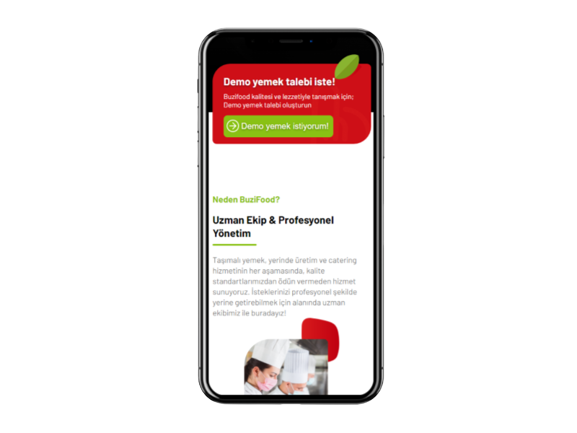 Demo yemek talebi iste!
Buzifood kalitesi ve lezzetiyle tanışmak için;
Demo yemek talebi oluşturun
Demo yemek istiyorum!
Neden BuziFood?
Uzman Ekip & Profesyonel
Yönetim
Taşmalı yemek, yerinde üretim ve catering
hizmetinin her aşamasında, kalite
standartlarımızdan ödün vermeden hizmet
sunuyoruz. İsteklerinizi profesyonel şekilde
yerine getirebilmek için alanında uzman
ekibimiz ile buradayız!